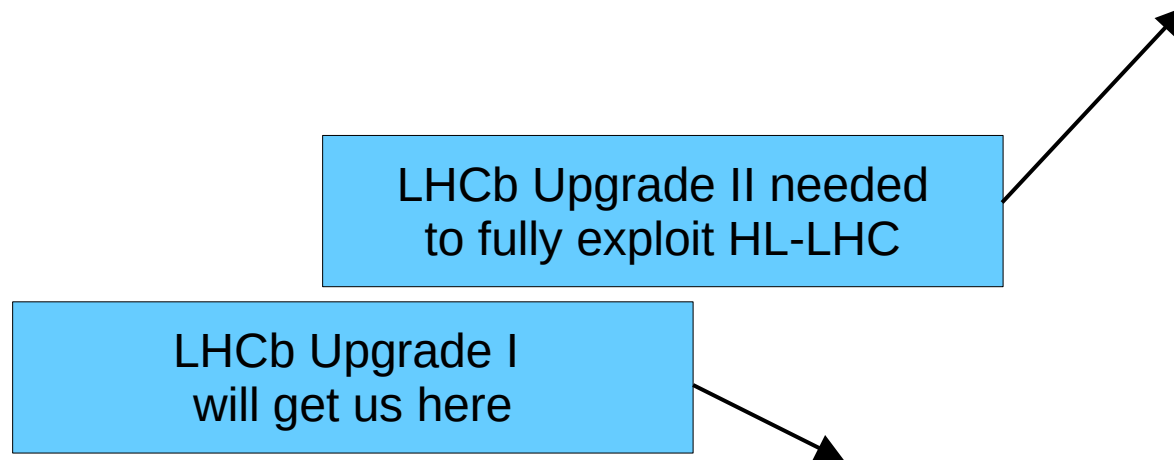 LHCb Upgrade II needed
to fully exploit HL-LHC
LHCb Upgrade I
will get us here